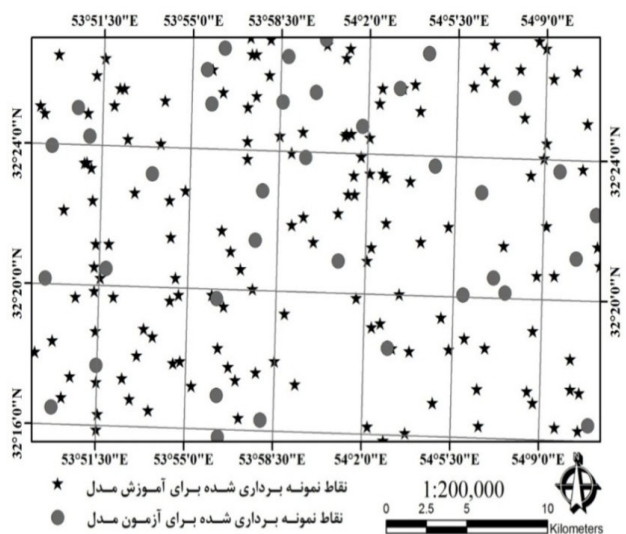 53°51'30"E 53°55'0"E 53°58'30"E 54°2'0"E 54°5'30"E 54°9'0"E
32°24'0"N
32°20'0"N
32°16'0"N
32°24'0"N
32°20'0"N
53°51'30"E 53°55'0"E 53°58'30"E 54°2'0"E 54°5'30"E 54°9'0"E
نقاط نمونه برداری شده برای آموزش مدل
نقاط نمونه برداری شده برای آزمون مدل
1:200,000
0 2.5 5 10
Kilometers